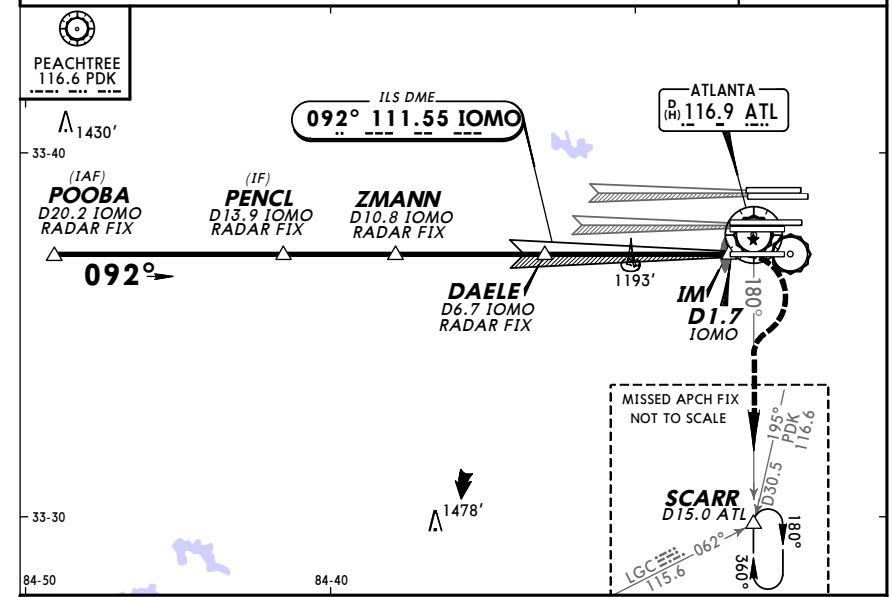 PEACHTREE
116.6 PDK
1430'
33-40
ILS DME
092° 111.55 IOMO
ATLANTA
D
(H) 116.9 ATL
(IAF)
POOBA
D20.2 IOMO
RADAR FIX
(IF)
PENCL
D13.9 IOMO
RADAR FIX
ZMANN
D10.8 IOMO
RADAR FIX
092°
DAELE
D6.7 IOMO
RADAR FIX
1193'
IM
D1.7
IOMO
180°
MISSED APCH FIX
NOT TO SCALE
195°
PDK
116.6
D30.5
SCARR
D15.0 ATL
180°
360°
LGC
115.6
062°
1478'
33-30
84-50
84-40